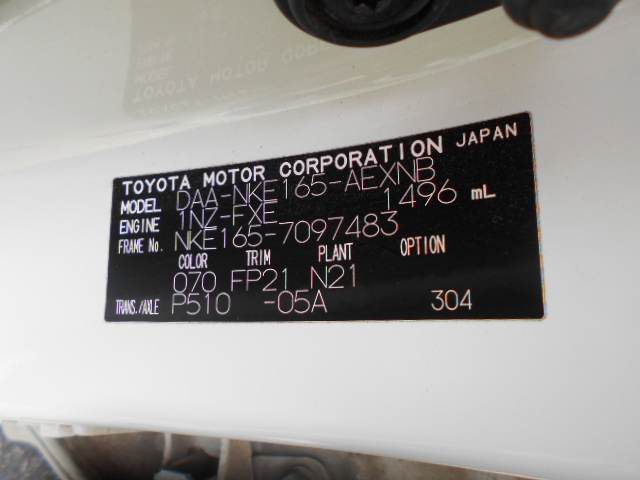 TOYOTA MOTOR CORPORATION JAPAN
MODEL DAA-NKE165-AEXNB
ENGINE 1NZ-FXE 1496 mL
FRAME No. NKE165-7097483
COLOR TRIM PLANT OPTION
070 FP21 N21
TRANS./AXLE P510 -05A 304